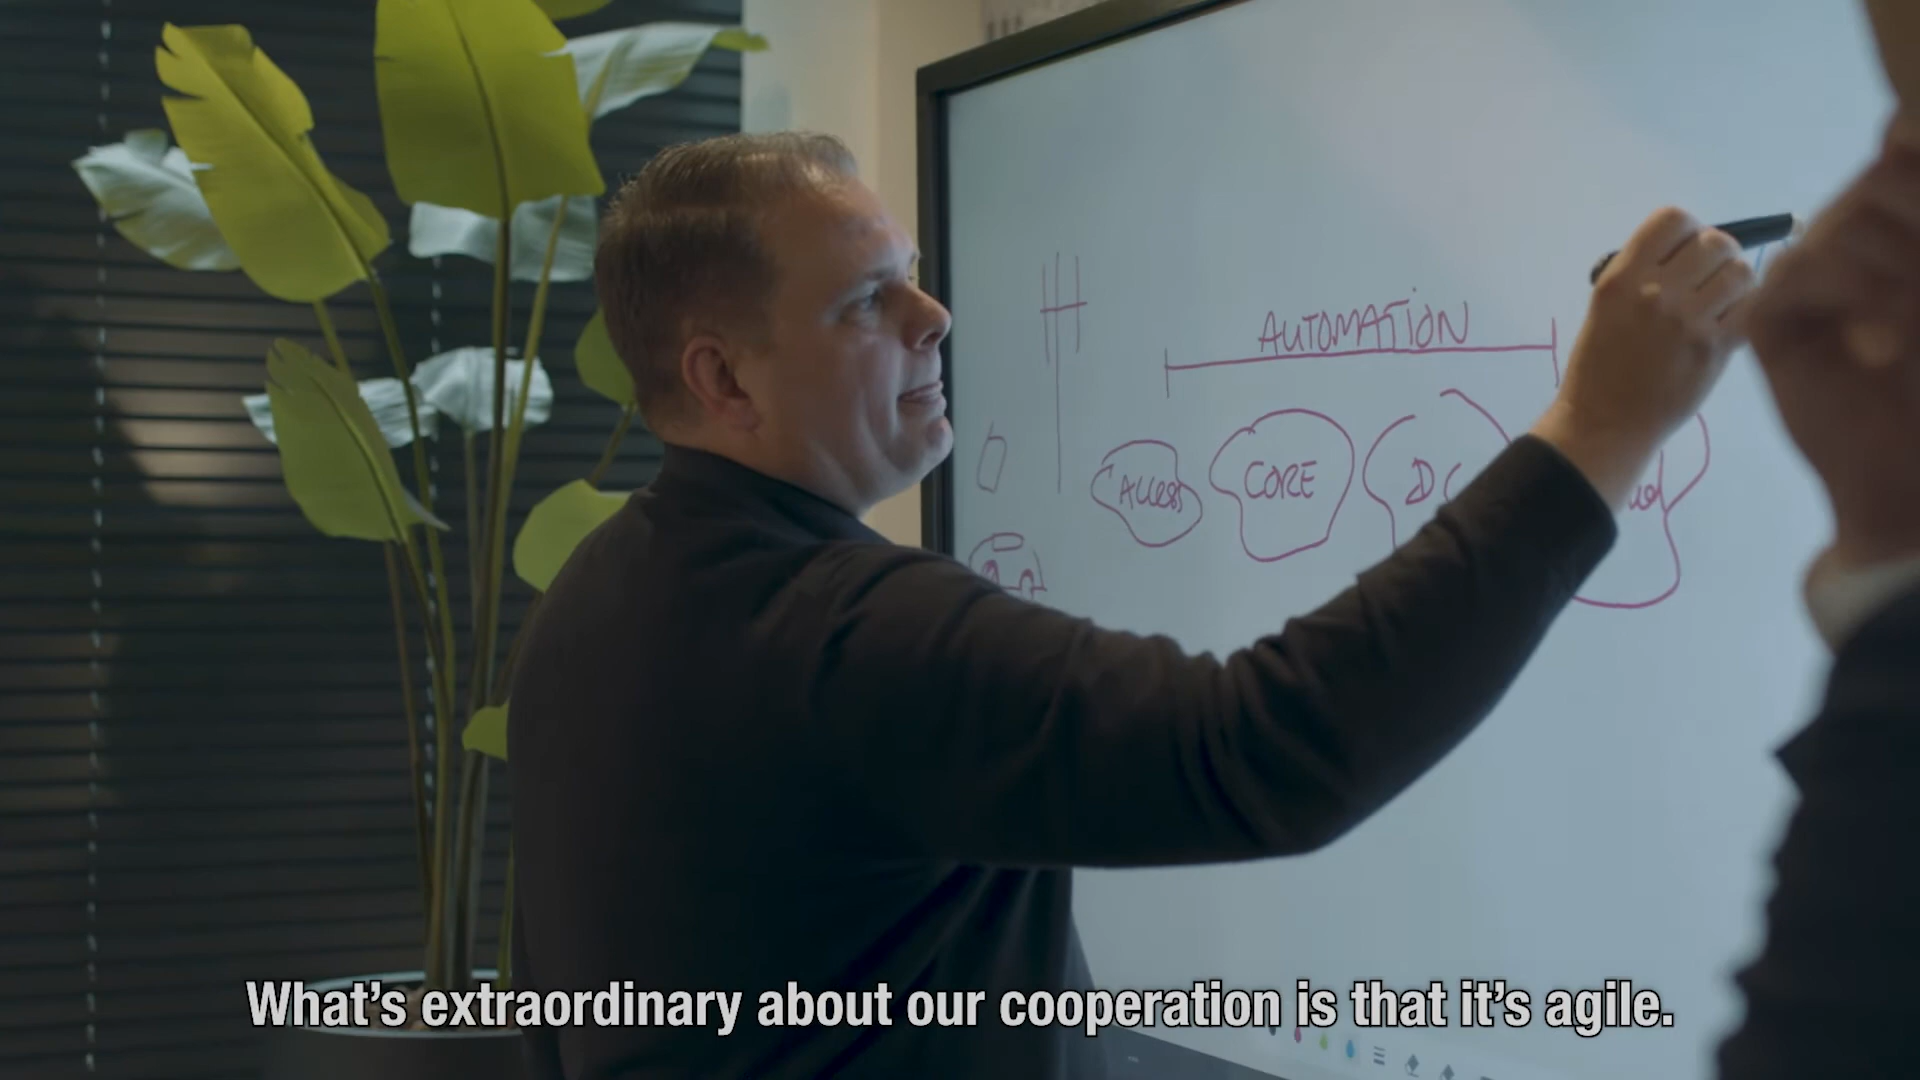 AUTOMATION
Access
CORE
What's extraordinary about our cooperation is that it's agile.